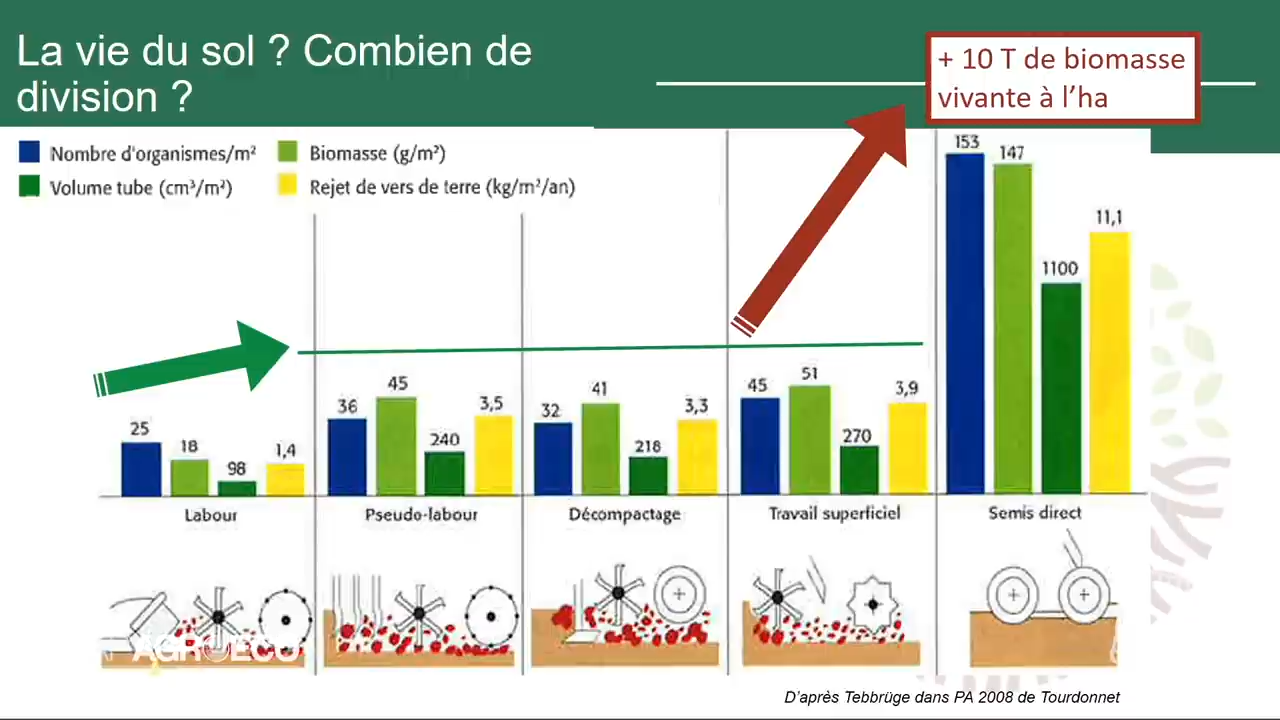 La vie du sol ? Combien de
division ?
+ 10 T de biomasse
vivante à l'ha
Nombre d'organismes/m²
Biomasse (g/m²)
Volume tube (cm³/m²)
Rejet de vers de terre (kg/m²/an)
25
18
98
1,4
36
45
240
3,5
32
41
218
3,3
45
51
270
3,9
153
147
1100
11,1
Labour
Pseudo-labour
Décompactage
Travail superficiel
Semis direct
AGROECO
D'après Tebbrüge dans PA 2008 de Tourdonnet